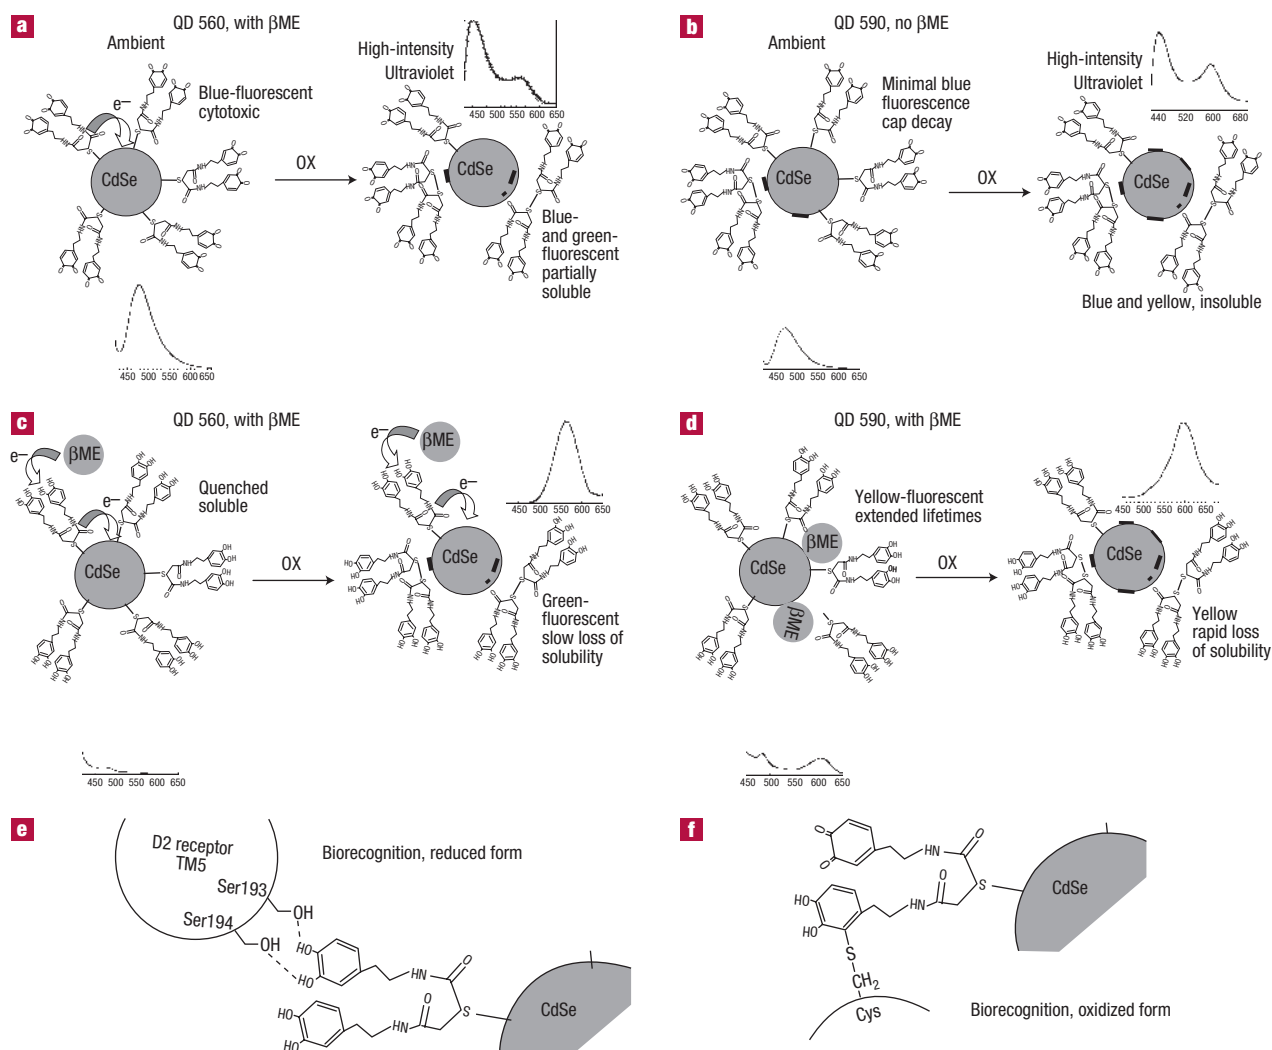 a
QD 560, with βME
Ambient
Blue-fluorescent
cytotoxic
e–
CdSe
OX
High-intensity
Ultraviolet
450 500 550 600 650
CdSe
Blue-
and green-
fluorescent
partially
soluble
450 500 550 600 650
b
QD 590, no βME
Ambient
Minimal blue
fluorescence
cap decay
CdSe
OX
High-intensity
Ultraviolet
440 520 600 680
CdSe
Blue and yellow, insoluble
450 500 550 600 650
c
QD 560, with βME
e–
βME
e–
Quenched
soluble
CdSe
OX
e–
βME
e–
450 500 550 600 650
CdSe
Green-
fluorescent
slow loss of
solubility
450 500 550 600 650
d
QD 590, with βME
Yellow-fluorescent
extended lifetimes
βME
CdSe
βME
OX
450 500 550 600 650
CdSe
Yellow
rapid loss
of solubility
450 500 550 600 650
e
D2 receptor
TM5
Ser193
Ser194
OH
OH
Biorecognition, reduced form
HO
HO
HN
O
O
S
HO
HO
HN
CdSe
f
O
O
HN
O
O
HO
HO
HN
S
CdSe
S
CH2
Cys
Biorecognition, oxidized form